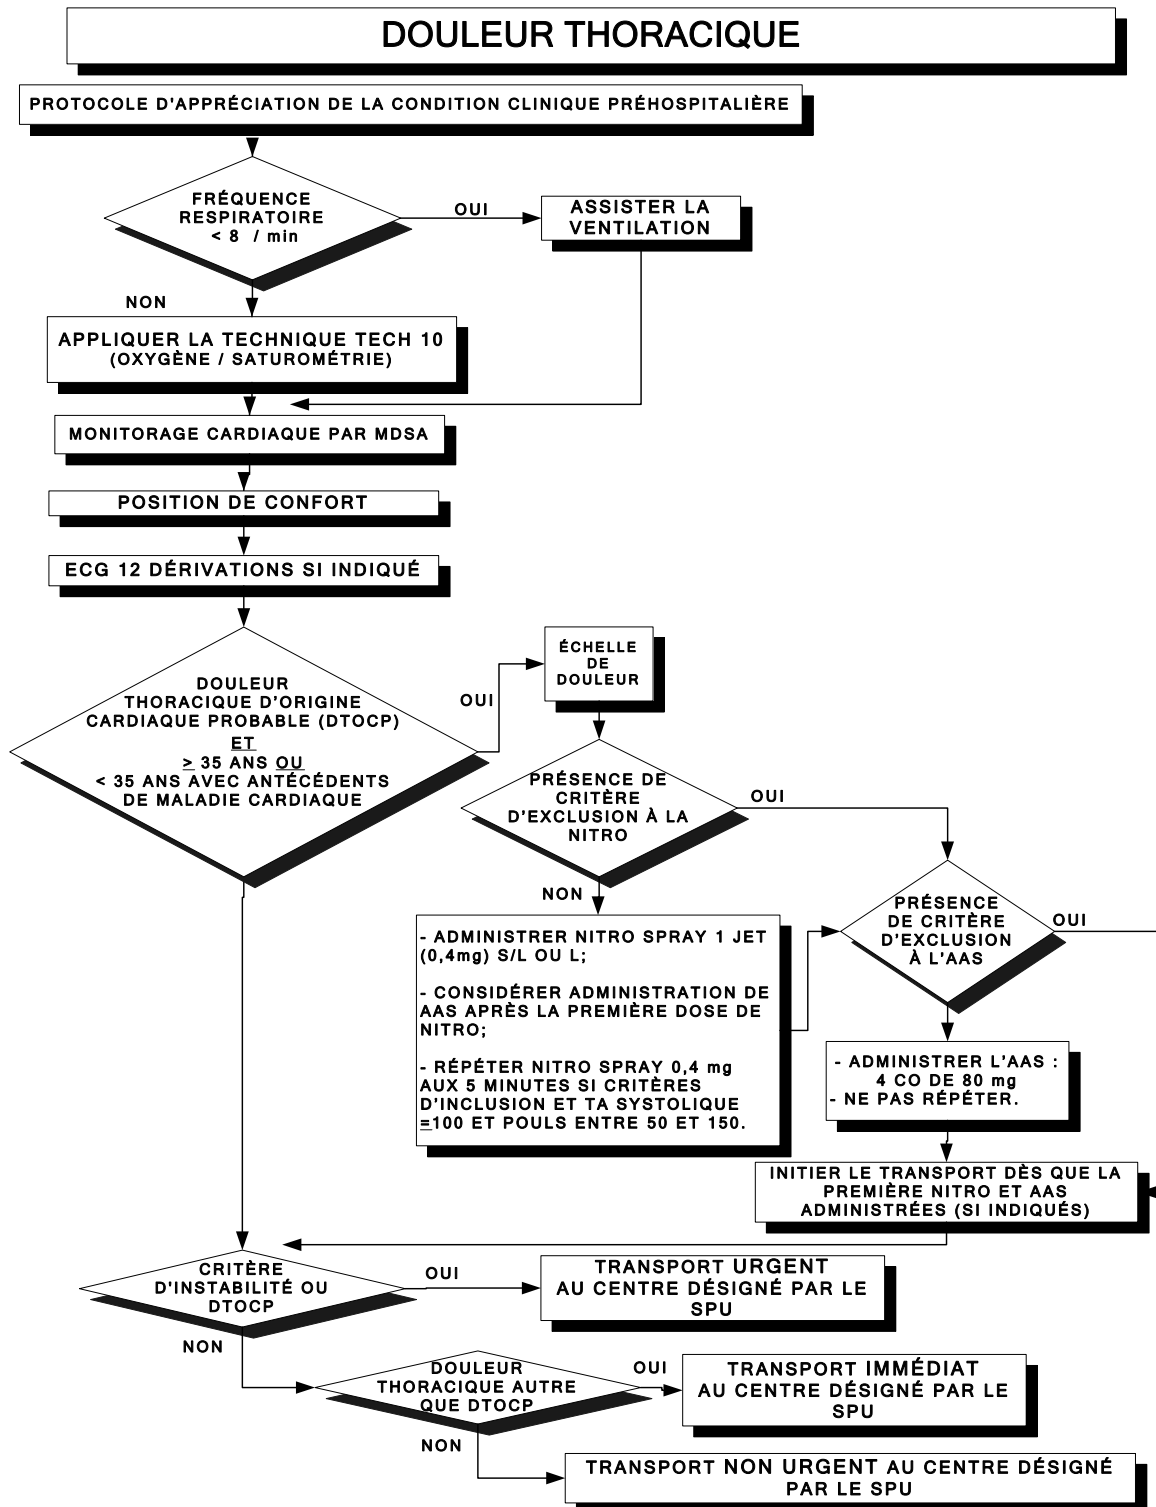 DOULEUR THORACIQUE
PROTOCOLE D'APPRÉCIATION DE LA CONDITION CLINIQUE PRÉHOSPITALIÈRE
FRÉQUENCE
RESPIRATOIRE
< 8 / min
OUI
ASSISTER LA
VENTILATION
NON
APPLIQUER LA TECHNIQUE TECH 10
(OXYGÈNE / SATUROMÉTRIE)
MONITORAGE CARDIAQUE PAR MDSA
POSITION DE CONFORT
ECG 12 DÉRIVATIONS SI INDIQUÉ
DOULEUR
THORACIQUE D'ORIGINE
CARDIAQUE PROBABLE (DTOCP)
ET
≥ 35 ANS OU
< 35 ANS AVEC ANTÉCÉDENTS
DE MALADIE CARDIAQUE
OUI
ÉCHELLE
DE
DOULEUR
PRÉSENCE DE
CRITÈRE
D'EXCLUSION À LA
NITRO
OUI
NON
- ADMINISTRER NITRO SPRAY 1 JET
(0,4mg) S/L OU L;
- CONSIDÉRER ADMINISTRATION DE
AAS APRÈS LA PREMIÈRE DOSE DE
NITRO;
- RÉPÉTER NITRO SPRAY 0,4 mg
AUX 5 MINUTES SI CRITÈRES
D'INCLUSION ET TA SYSTOLIQUE
=100 ET POULS ENTRE 50 ET 150.
PRÉSENCE
DE CRITÈRE
D'EXCLUSION
À L'AAS
OUI
- ADMINISTRER L'AAS :
4 CO DE 80 mg
- NE PAS RÉPÉTER.
INITIER LE TRANSPORT DÈS QUE LA
PREMIÈRE NITRO ET AAS
ADMINISTRÉES (SI INDIQUÉS)
CRITÈRE
D'INSTABILITÉ OU
DTOCP
OUI
TRANSPORT URGENT
AU CENTRE DÉSIGNÉ PAR LE
SPU
NON
DOULEUR
THORACIQUE AUTRE
QUE DTOCP
OUI
TRANSPORT IMMÉDIAT
AU CENTRE DÉSIGNÉ PAR LE
SPU
NON
TRANSPORT NON URGENT AU CENTRE DÉSIGNÉ
PAR LE SPU